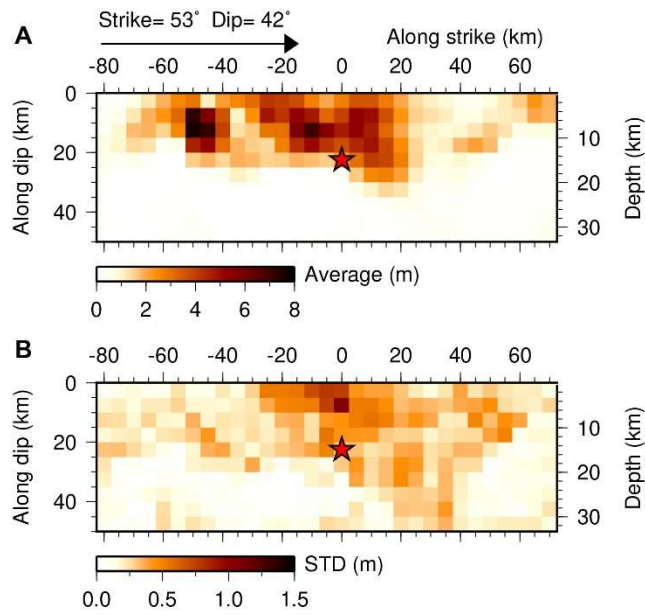 Strike= 53° Dip= 42°
A
Along strike (km)
-80 -60 -40 -20 0 20 40 60
Along dip (km)
0
20
40
10
20
30
Depth (km)
Average (m)
0 2 4 6 8
B
-80 -60 -40 -20 0 20 40 60
Along dip (km)
0
20
40
10
20
30
Depth (km)
STD (m)
0.0 0.5 1.0 1.5